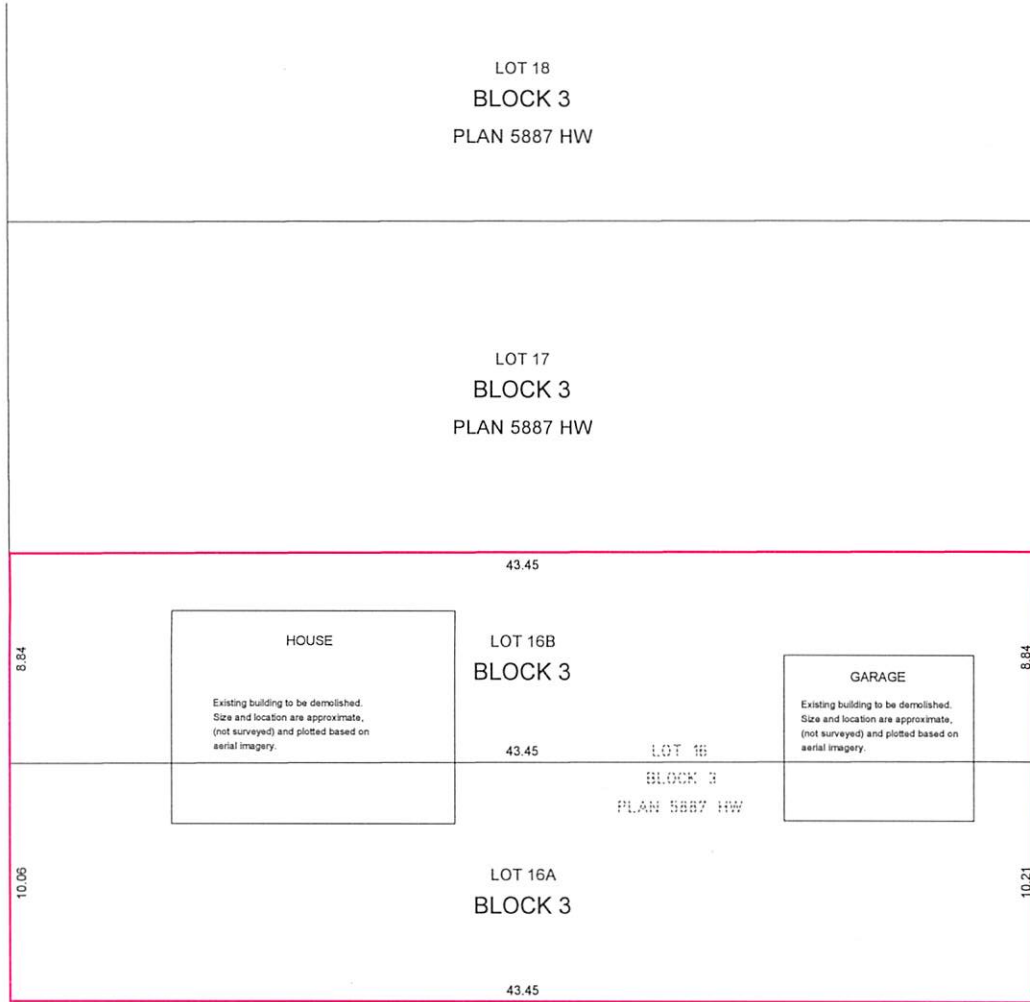 LOT 18
BLOCK 3
PLAN 5887 HW
LOT 17
BLOCK 3
PLAN 5887 HW
43.45
8.84
HOUSE
Existing building to be demolished.
Size and location are approximate,
(not surveyed) and plotted based on
aerial imagery.
LOT 16B
BLOCK 3
GARAGE
Existing building to be demolished.
Size and location are approximate,
(not surveyed) and plotted based on
aerial imagery.
8.84
43.45
LOT 16
BLOCK 3
PLAN 5887 HW
10.06
LOT 16A
BLOCK 3
10.21
43.45